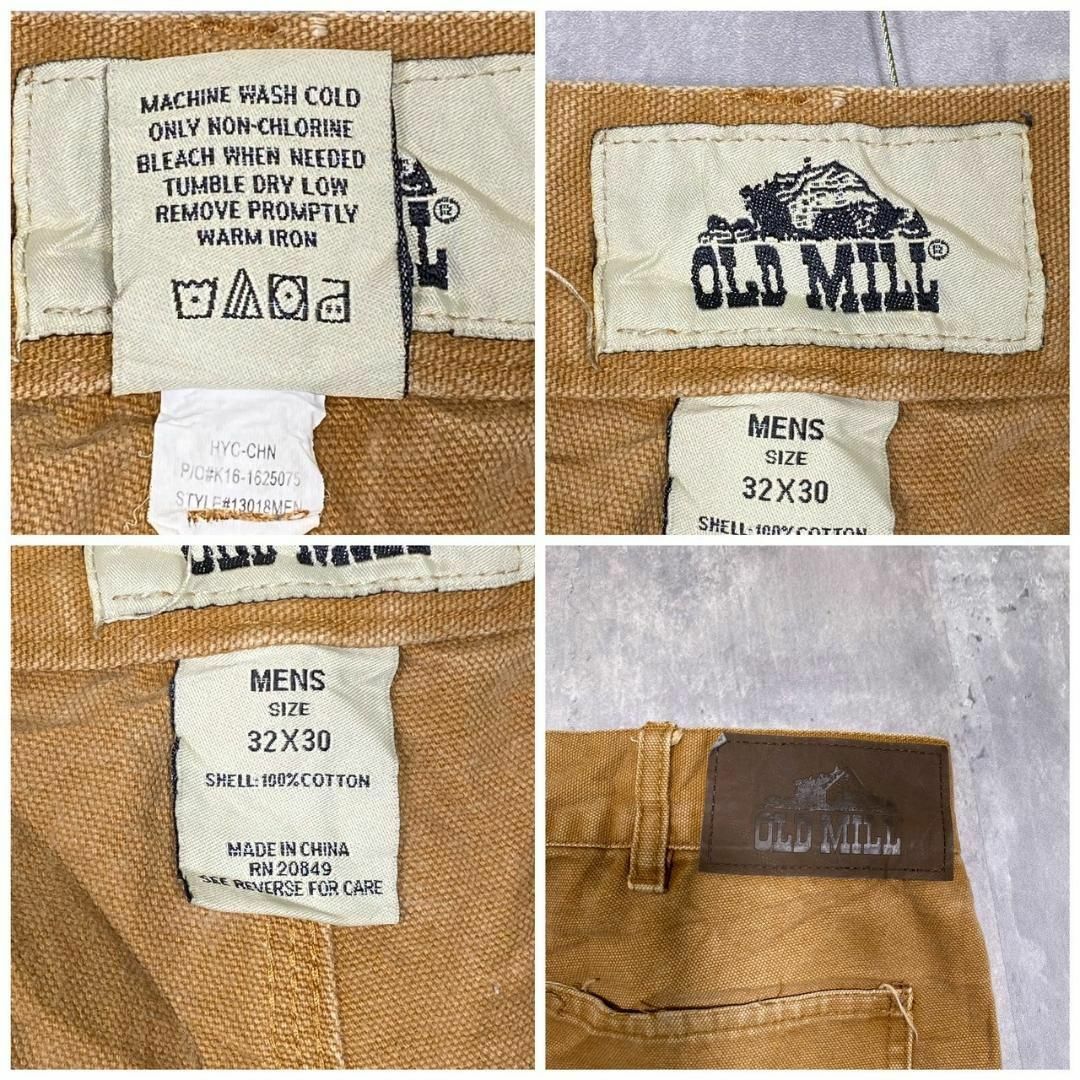 MACHINE WASH COLD
ONLY NON-CHLORINE
BLEACH WHEN NEEDED
TUMBLE DRY LOW
REMOVE PROMPTLY
WARM IRON
®
HYC-CHN
P/O#K16-1625075
STYLE#13018MEN
OLD MILL®
MENS
SIZE
32X30
SHELL:100%COTTON
OLD MILL
MENS
SIZE
32X30
SHELL:100%COTTON
MADE IN CHINA
RN 20849
SEE REVERSE FOR CARE
OLD MILL